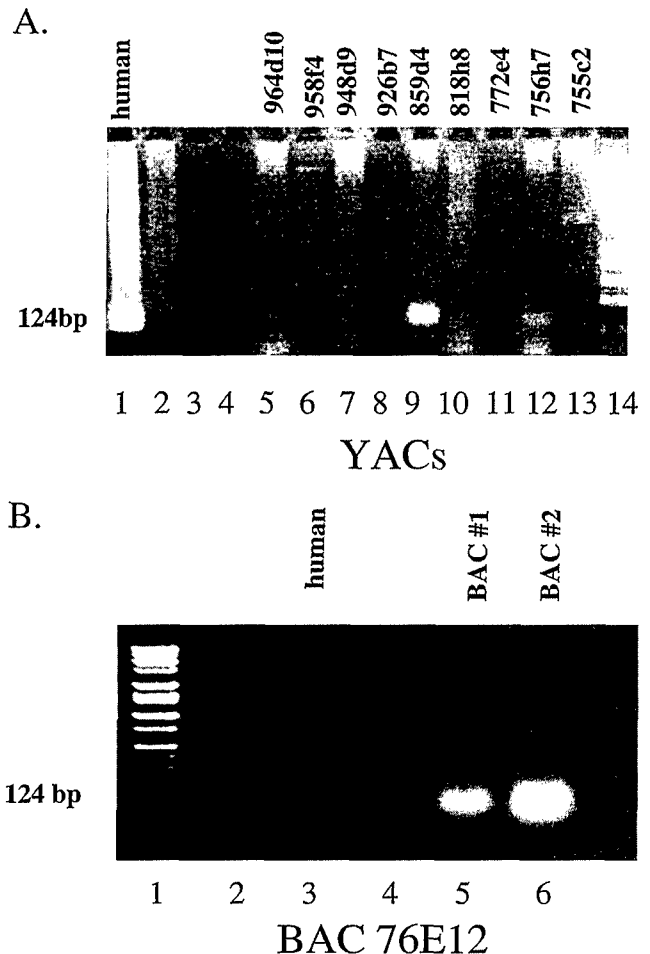 A.
human 964d10 958f4 948d9 926b7 859d4 818h8 772e4 756h7 755c2
124bp
1 2 3 4 5 6 7 8 9 10 11 12 13 14
YACs
B.
human BAC #1 BAC #2
124 bp
1 2 3 4 5 6
BAC 76E12